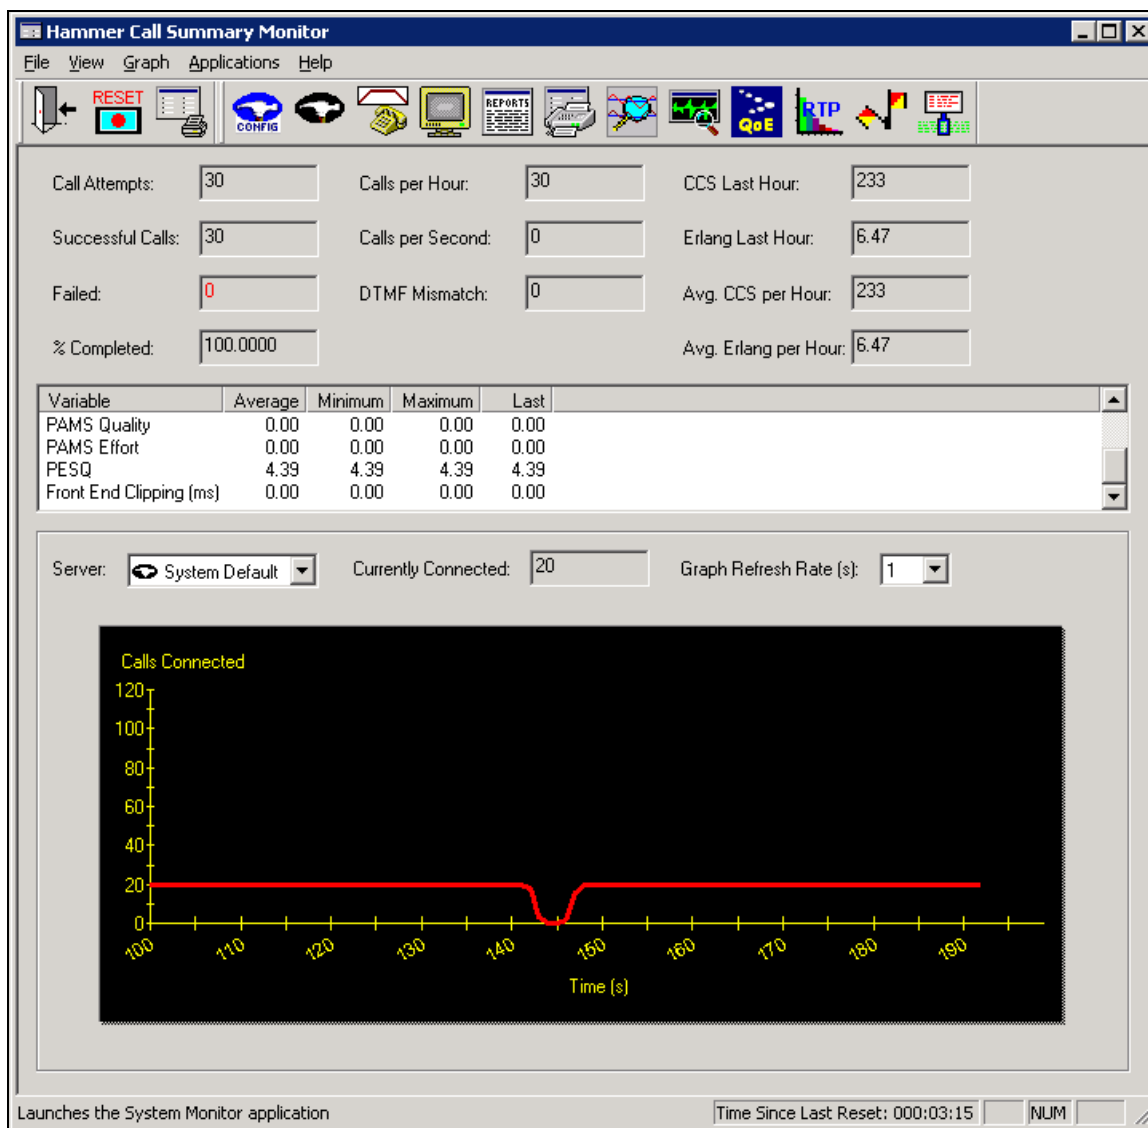 Hammer Call Summary Monitor
File View Graph Applications Help
RESET CONFIG REPORTS QoE RTP
Call Attempts: 30 Calls per Hour: 30 CCS Last Hour: 233
Successful Calls: 30 Calls per Second: 0 Erlang Last Hour: 6.47
Failed: 0 DTMF Mismatch: 0 Avg. CCS per Hour: 233
% Completed: 100.0000 Avg. Erlang per Hour: 6.47
Variable Average Minimum Maximum Last
PAMS Quality 0.00 0.00 0.00 0.00
PAMS Effort 0.00 0.00 0.00 0.00
PESQ 4.39 4.39 4.39 4.39
Front End Clipping (ms) 0.00 0.00 0.00 0.00
Server: System Default Currently Connected: 20 Graph Refresh Rate (s): 1
Calls Connected
120
100
80
60
40
20
0
100 110 120 130 140 150 160 170 180 190
Time (s)
Launches the System Monitor application Time Since Last Reset: 000:03:15 NUM